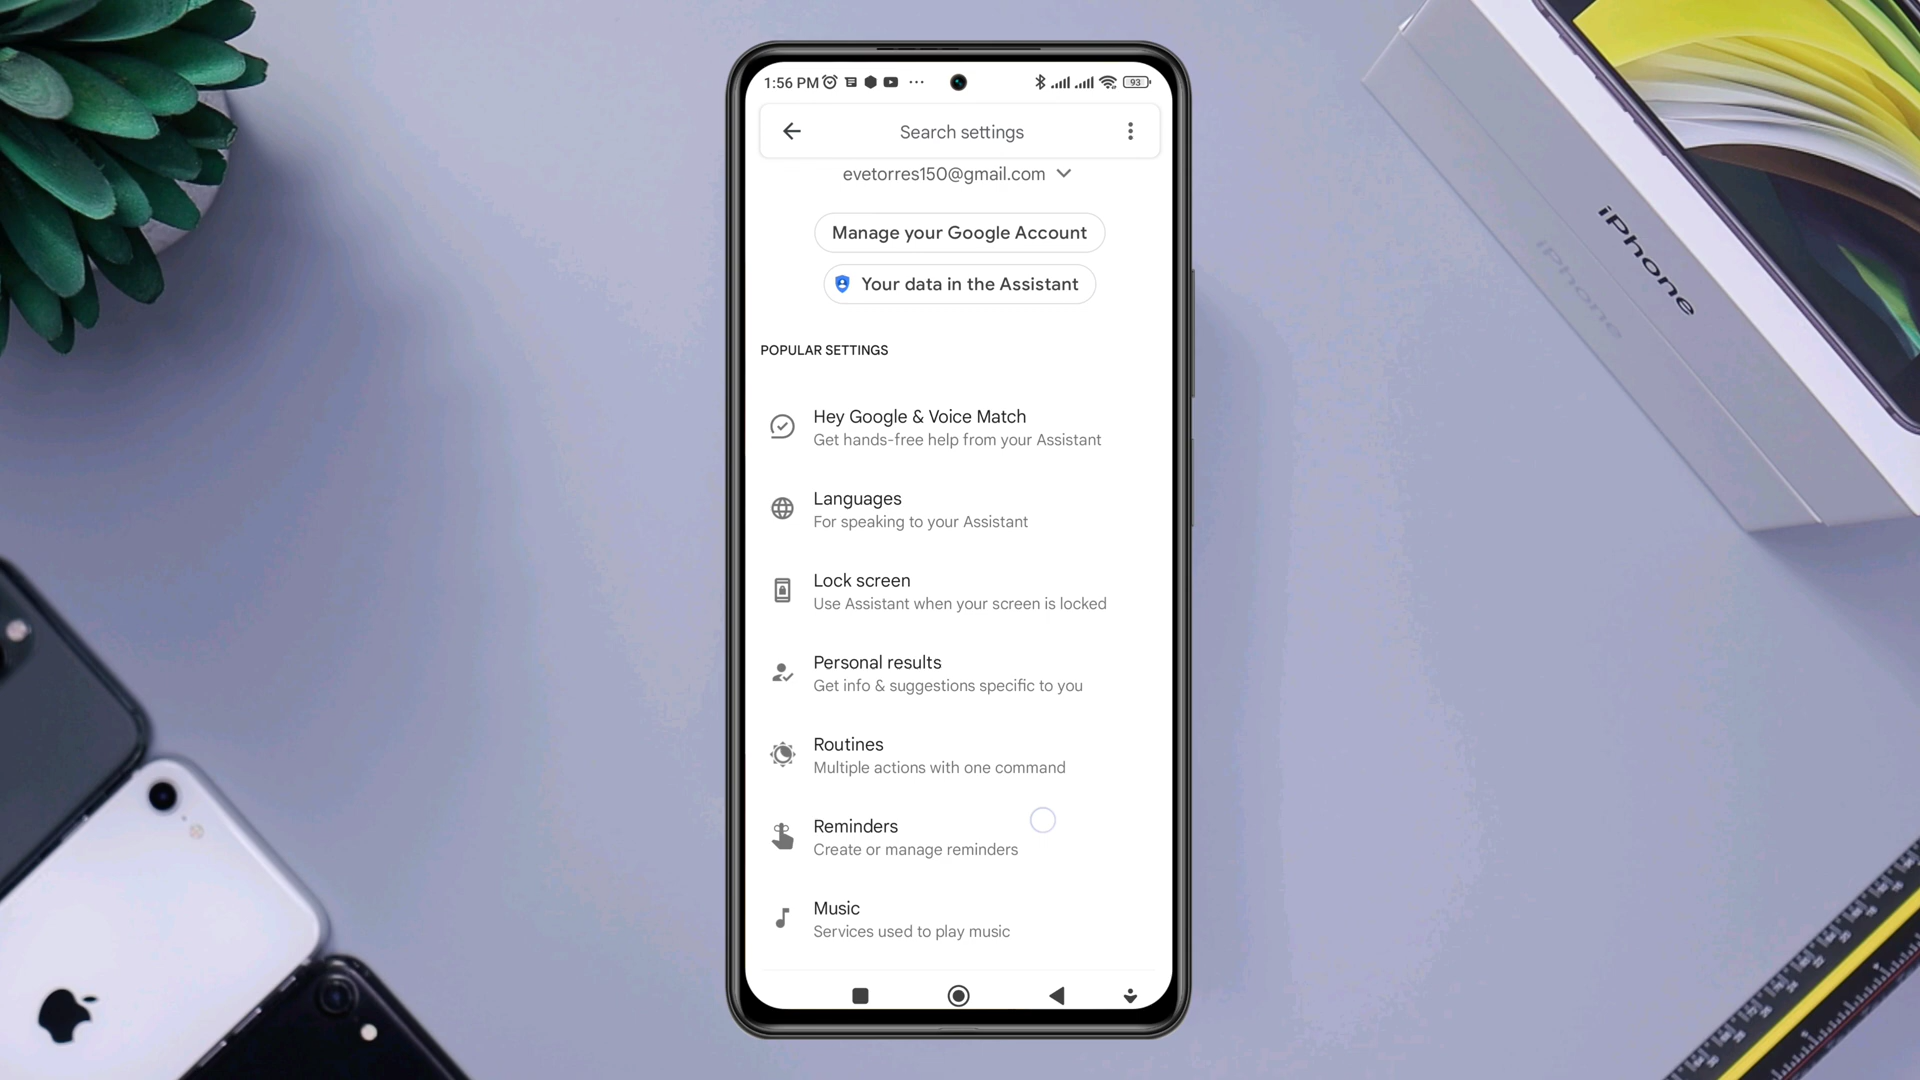 1:56 PM
93
Search settings
evetorres150@gmail.com
Manage your Google Account
Your data in the Assistant
POPULAR SETTINGS
Hey Google & Voice Match
Get hands-free help from your Assistant
Languages
For speaking to your Assistant
Lock screen
Use Assistant when your screen is locked
Personal results
Get info & suggestions specific to you
Routines
Multiple actions with one command
Reminders
Create or manage reminders
Music
Services used to play music
iPhone
iPhone